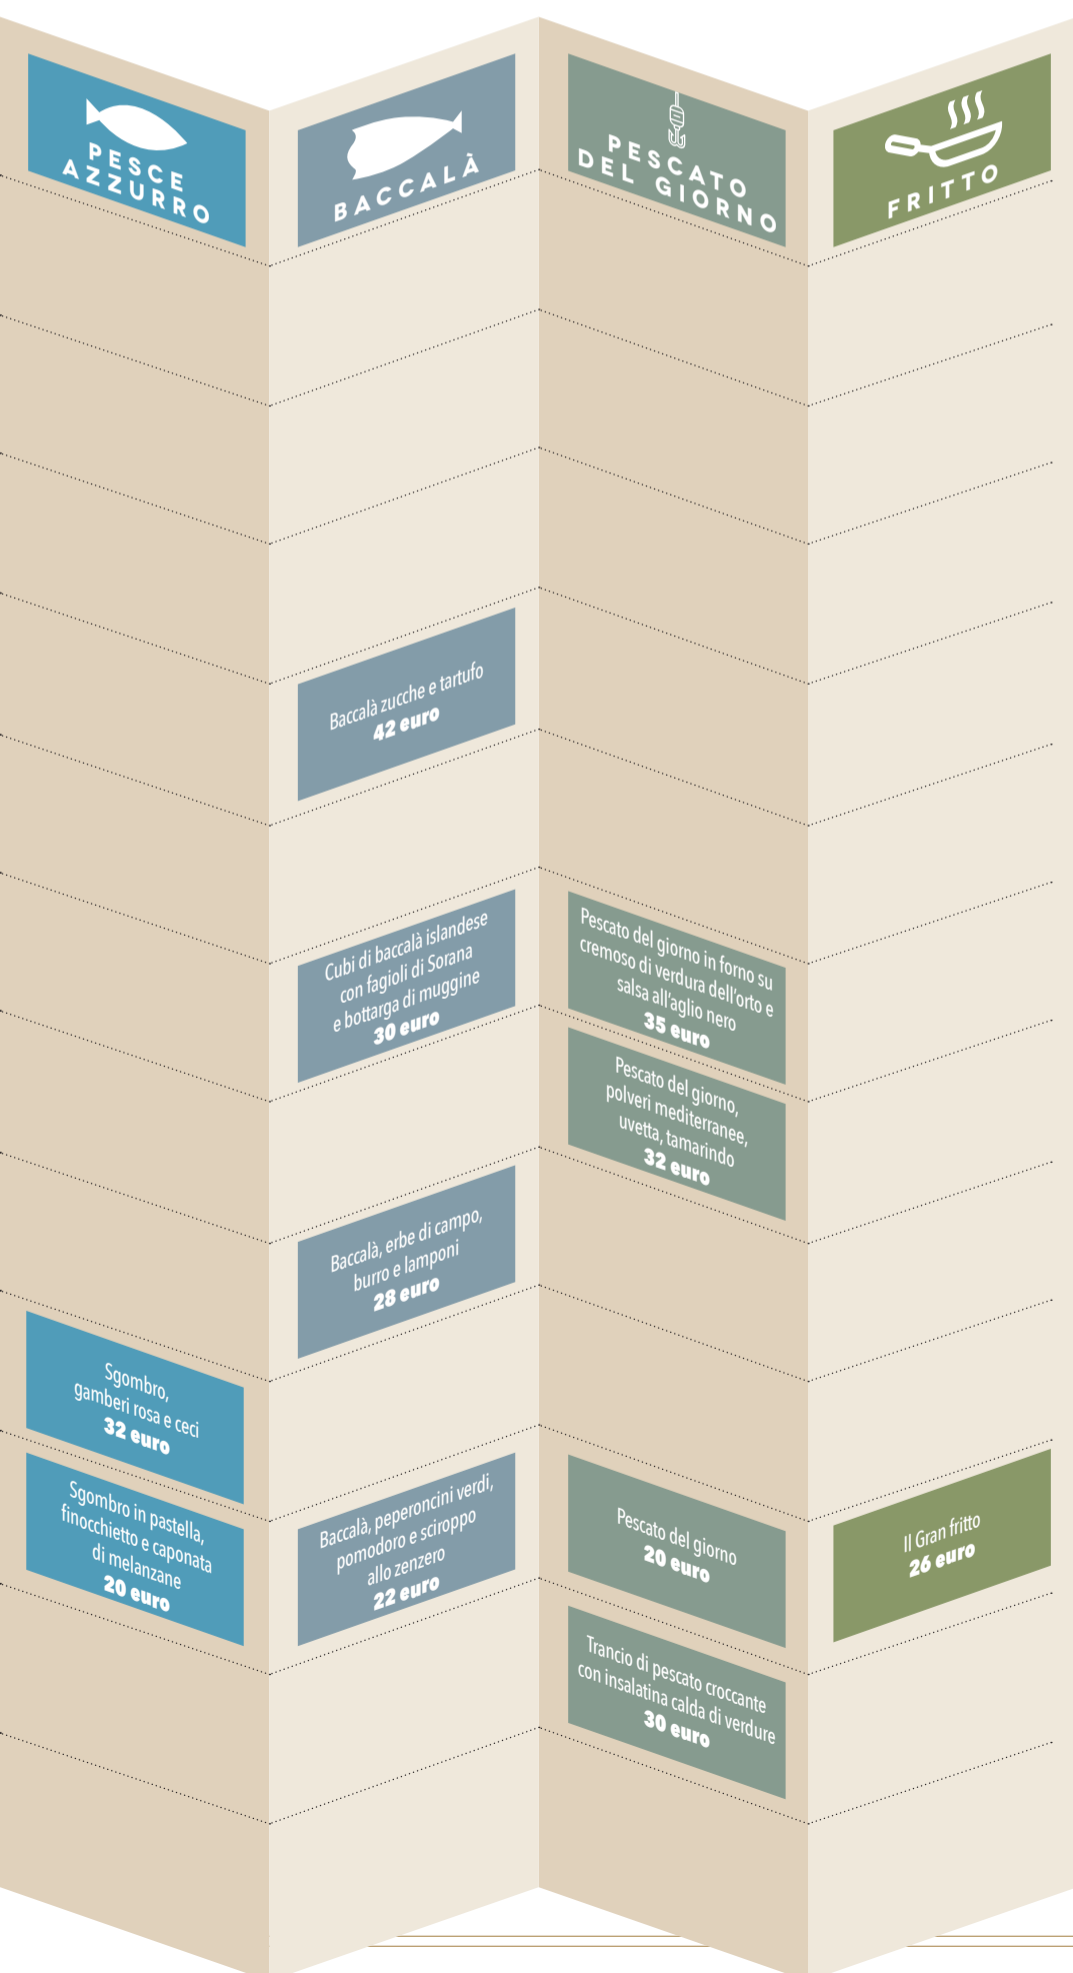 PESCE
AZZURRO
BACCALÀ
PESCATO
DEL GIORNO
FRITTO
Baccalà zucche e tartufo
42 euro
Cubi di baccalà islandese
con fagioli di Sorana
e bottarga di muggine
30 euro
Pescato del giorno in forno su
cremoso di verdura dell’orto e
salsa all’aglio nero
35 euro
Pescato del giorno,
polveri mediterranee,
uvetta, tamarindo
32 euro
Baccalà, erbe di campo,
burro e lamponi
28 euro
Sgombro,
gamberi rosa e ceci
32 euro
Sgombro in pastella,
finocchietto e caponata
di melanzane
20 euro
Baccalà, peperoncini verdi,
pomodoro e sciroppo
allo zenzero
22 euro
Pescato del giorno
20 euro
Il Gran fritto
26 euro
Trancio di pescato croccante
con insalatina calda di verdure
30 euro